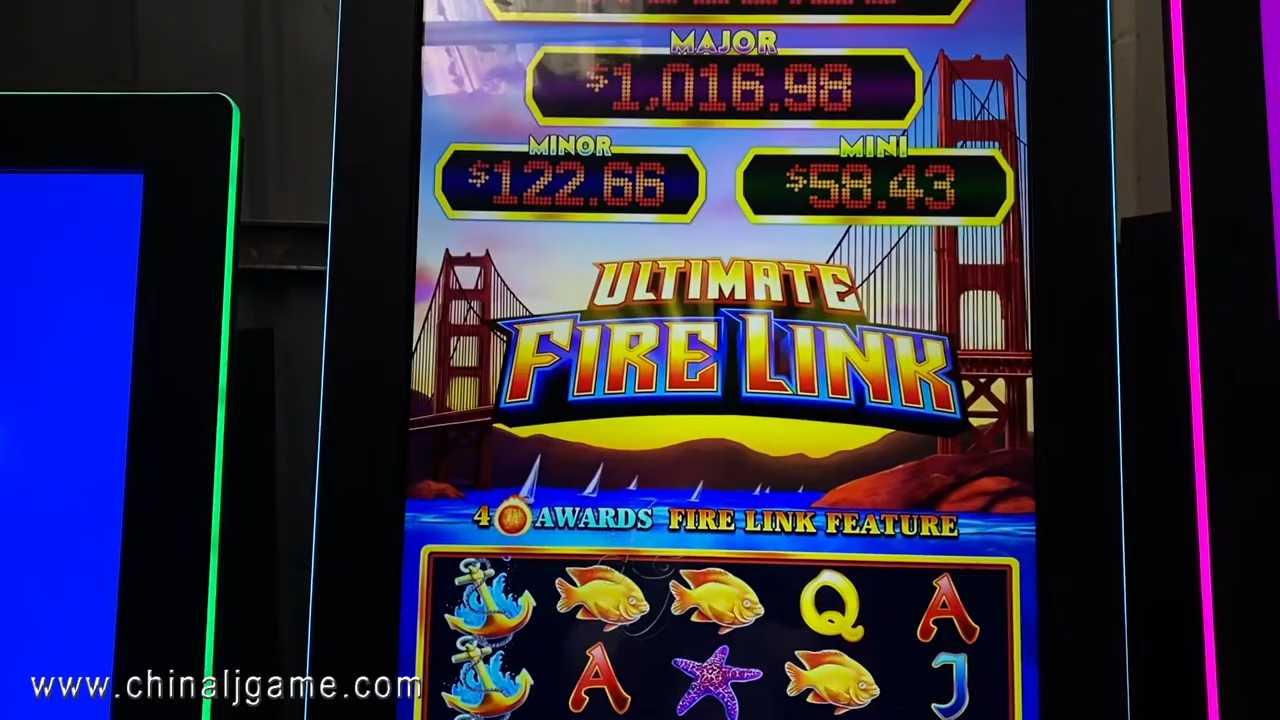 MAJOR
$1,016.98
MINOR
MINI
$122.66
$58.43
ULTIMATE
FIRE LINK
4 AWARDS FIRE LINK FEATURE
Q
A
A
J
www.chinaljgame.com